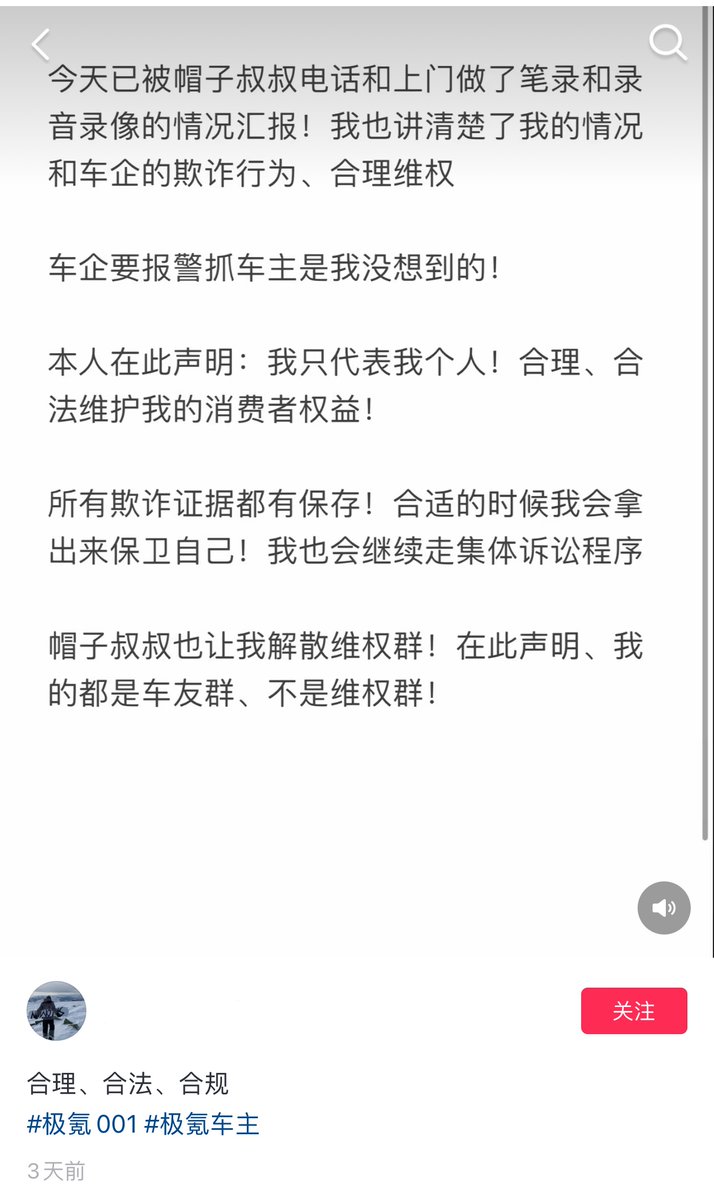 今天已被帽子叔叔电话和上门做了笔录和录
音录像的情况汇报！我也讲清楚了我的情况
和车企的欺诈行为、合理维权
车企要报警抓车主是我没想到的！
本人在此声明：我只代表我个人！合理、合
法维护我的消费者权益！
所有欺诈证据都有保存！合适的时候我会拿
出来保卫自己！我也会继续走集体诉讼程序
帽子叔叔也让我解散维权群！在此声明、我
的都是车友群、不是维权群！
关注
合理、合法、合规
#极氪001 #极氪车主
3天前